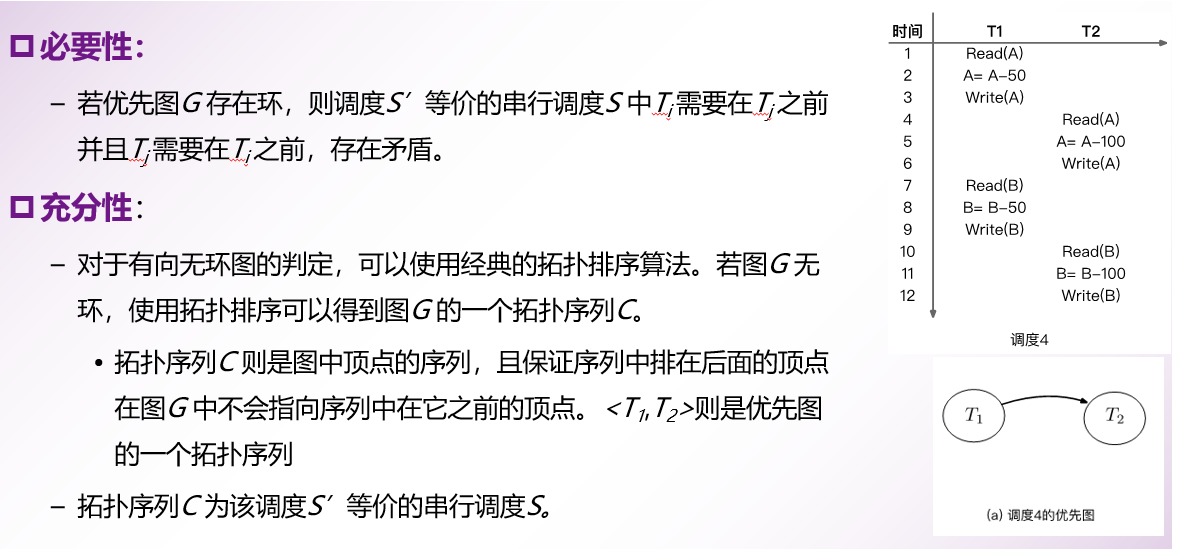 必要性：
– 若优先图G 存在环，则调度S′ 等价的串行调度S 中Ti需要在Tj之前
并且Tj需要在Ti之前，存在矛盾。
充分性：
– 对于有向无环图的判定，可以使用经典的拓扑排序算法。若图G 无
环，使用拓扑排序可以得到图G 的一个拓扑序列C。
• 拓扑序列C 则是图中顶点的序列，且保证序列中排在后面的顶点
在图G 中不会指向序列中在它之前的顶点。<T1,T2>则是优先图
的一个拓扑序列
– 拓扑序列C 为该调度S′ 等价的串行调度S。
时间 T1 T2
1 Read(A)
2 A= A–50
3 Write(A)
4 Read(A)
5 A= A–100
6 Write(A)
7 Read(B)
8 B= B–50
9 Write(B)
10 Read(B)
11 B= B–100
12 Write(B)
调度4
T1 T2
(a) 调度4的优先图